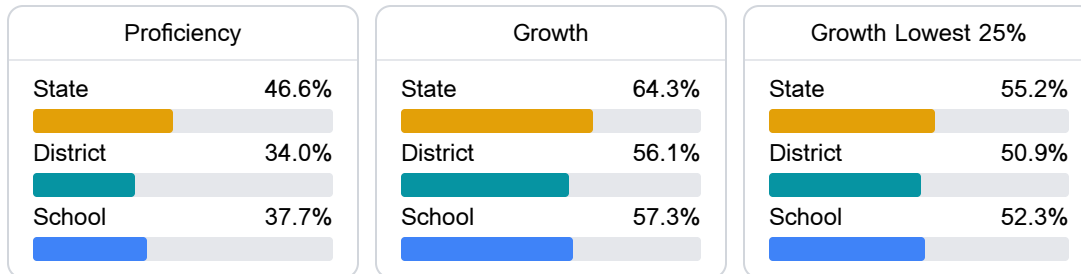 Proficiency
State 46.6%
District 34.0%
School 37.7%
Growth
State 64.3%
District 56.1%
School 57.3%
Growth Lowest 25%
State 55.2%
District 50.9%
School 52.3%